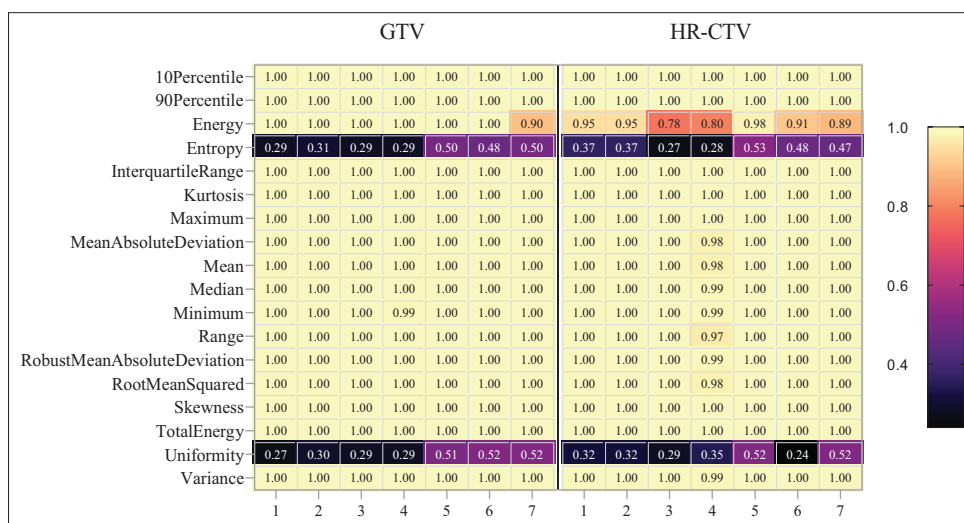 GTV HR-CTV
10Percentile 1.00 1.00 1.00 1.00 1.00 1.00 1.00 1.00 1.00 1.00 1.00 1.00 1.00 1.00
90Percentile 1.00 1.00 1.00 1.00 1.00 1.00 1.00 1.00 1.00 1.00 1.00 1.00 1.00 1.00
Energy 1.00 1.00 1.00 1.00 1.00 1.00 0.90 0.95 0.95 0.78 0.80 0.98 0.91 0.89
1.0
Entropy 0.29 0.31 0.29 0.29 0.50 0.48 0.50 0.37 0.37 0.27 0.28 0.53 0.48 0.47
InterquartileRange 1.00 1.00 1.00 1.00 1.00 1.00 1.00 1.00 1.00 1.00 1.00 1.00 1.00 1.00
Kurtosis 1.00 1.00 1.00 1.00 1.00 1.00 1.00 1.00 1.00 1.00 1.00 1.00 1.00 1.00
0.8
Maximum 1.00 1.00 1.00 1.00 1.00 1.00 1.00 1.00 1.00 1.00 1.00 1.00 1.00 1.00
MeanAbsoluteDeviation 1.00 1.00 1.00 1.00 1.00 1.00 1.00 1.00 1.00 1.00 0.98 1.00 1.00 1.00
Mean 1.00 1.00 1.00 1.00 1.00 1.00 1.00 1.00 1.00 1.00 0.98 1.00 1.00 1.00
Median 1.00 1.00 1.00 1.00 1.00 1.00 1.00 1.00 1.00 1.00 0.99 1.00 1.00 1.00
0.6
Minimum 1.00 1.00 1.00 0.99 1.00 1.00 1.00 1.00 1.00 1.00 0.99 1.00 1.00 1.00
Range 1.00 1.00 1.00 1.00 1.00 1.00 1.00 1.00 1.00 1.00 0.97 1.00 1.00 1.00
RobustMeanAbsoluteDeviation 1.00 1.00 1.00 1.00 1.00 1.00 1.00 1.00 1.00 1.00 0.99 1.00 1.00 1.00
0.4
RootMeanSquared 1.00 1.00 1.00 1.00 1.00 1.00 1.00 1.00 1.00 1.00 0.98 1.00 1.00 1.00
Skewness 1.00 1.00 1.00 1.00 1.00 1.00 1.00 1.00 1.00 1.00 1.00 1.00 1.00 1.00
TotalEnergy 1.00 1.00 1.00 1.00 1.00 1.00 1.00 1.00 1.00 1.00 1.00 1.00 1.00 1.00
Uniformity 0.27 0.30 0.29 0.29 0.51 0.52 0.52 0.32 0.32 0.29 0.35 0.52 0.24 0.52
Variance 1.00 1.00 1.00 1.00 1.00 1.00 1.00 1.00 1.00 1.00 0.99 1.00 1.00 1.00
1 2 3 4 5 6 7 1 2 3 4 5 6 7